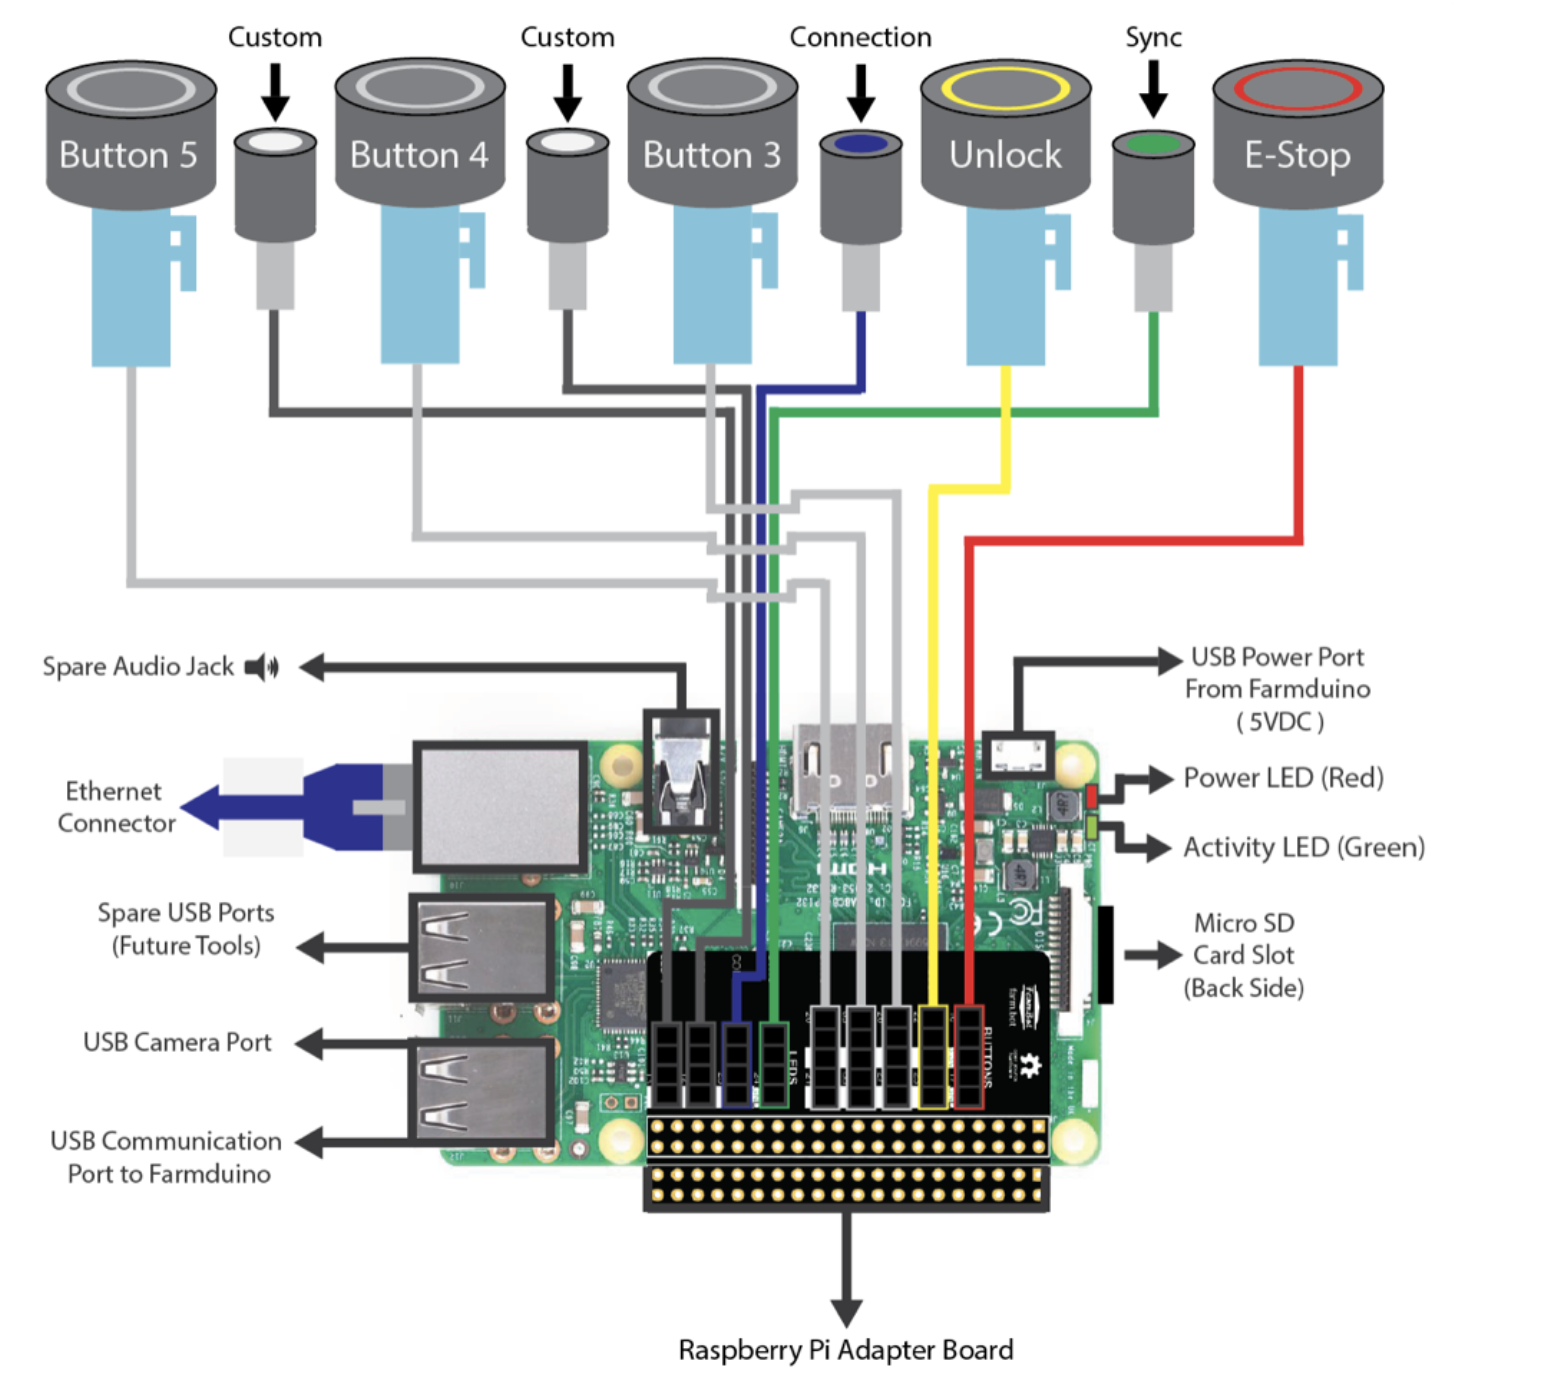 Custom
Custom
Connection
Sync
Button 5
Button 4
Button 3
Unlock
E-Stop
Spare Audio Jack
USB Power Port
From Farmduino
( 5VDC )
Ethernet
Connector
Power LED (Red)
Activity LED (Green)
Spare USB Ports
(Future Tools)
Micro SD
Card Slot
(Back Side)
USB Camera Port
USB Communication
Port to Farmduino
LEDS
BUTTONS
Raspberry Pi Adapter Board